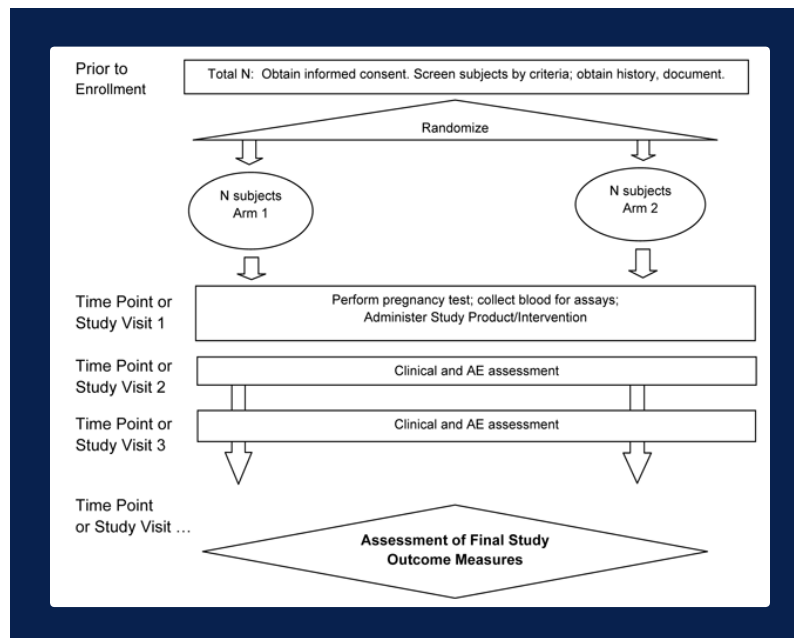 Prior to
Enrollment
Total N: Obtain informed consent. Screen subjects by criteria; obtain history, document.
Randomize
N subjects
Arm 1
N subjects
Arm 2
Time Point or
Study Visit 1
Perform pregnancy test; collect blood for assays;
Administer Study Product/Intervention
Time Point or
Study Visit 2
Clinical and AE assessment
Time Point or
Study Visit 3
Clinical and AE assessment
Time Point
or Study Visit …
Assessment of Final Study
Outcome Measures